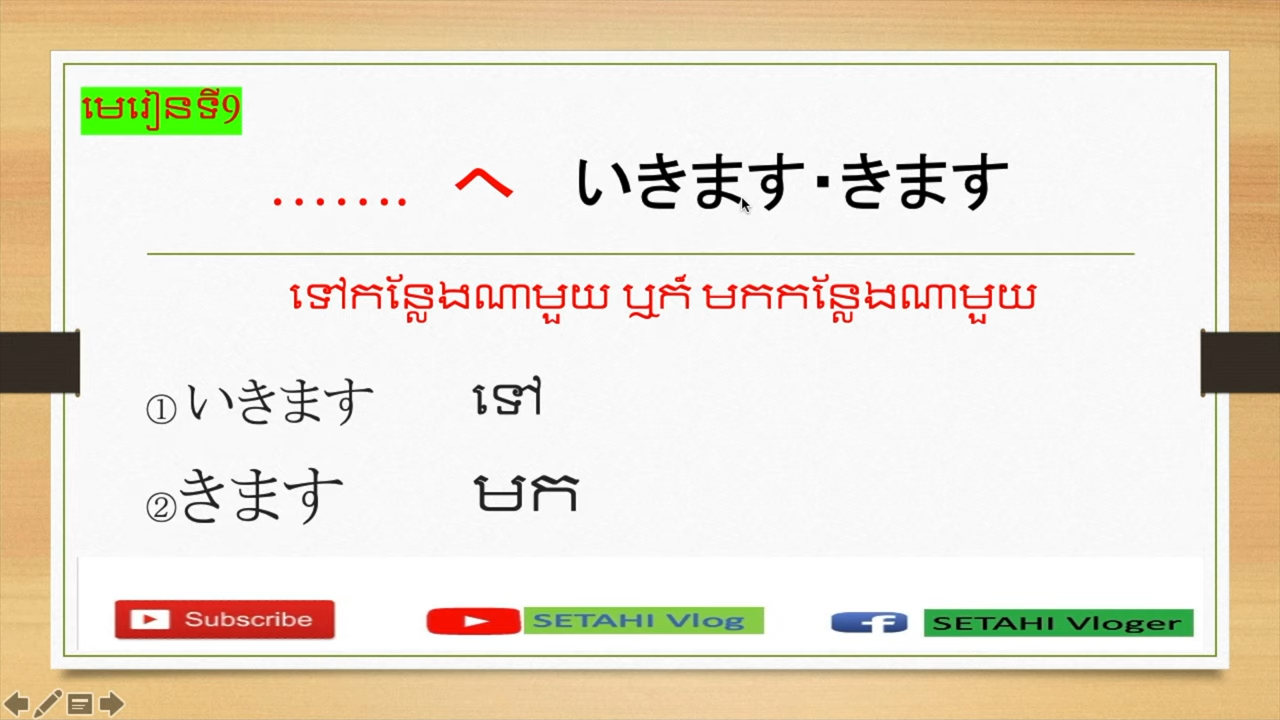 មេរៀនទី9
....... へ いきます・きます
ទៅកន្លែងណាមួយ ឬក៏ មកកន្លែងណាមួយ
①いきます ទៅ
②きます មក
Subscribe SETAHI Vlog SETAHI Vloger